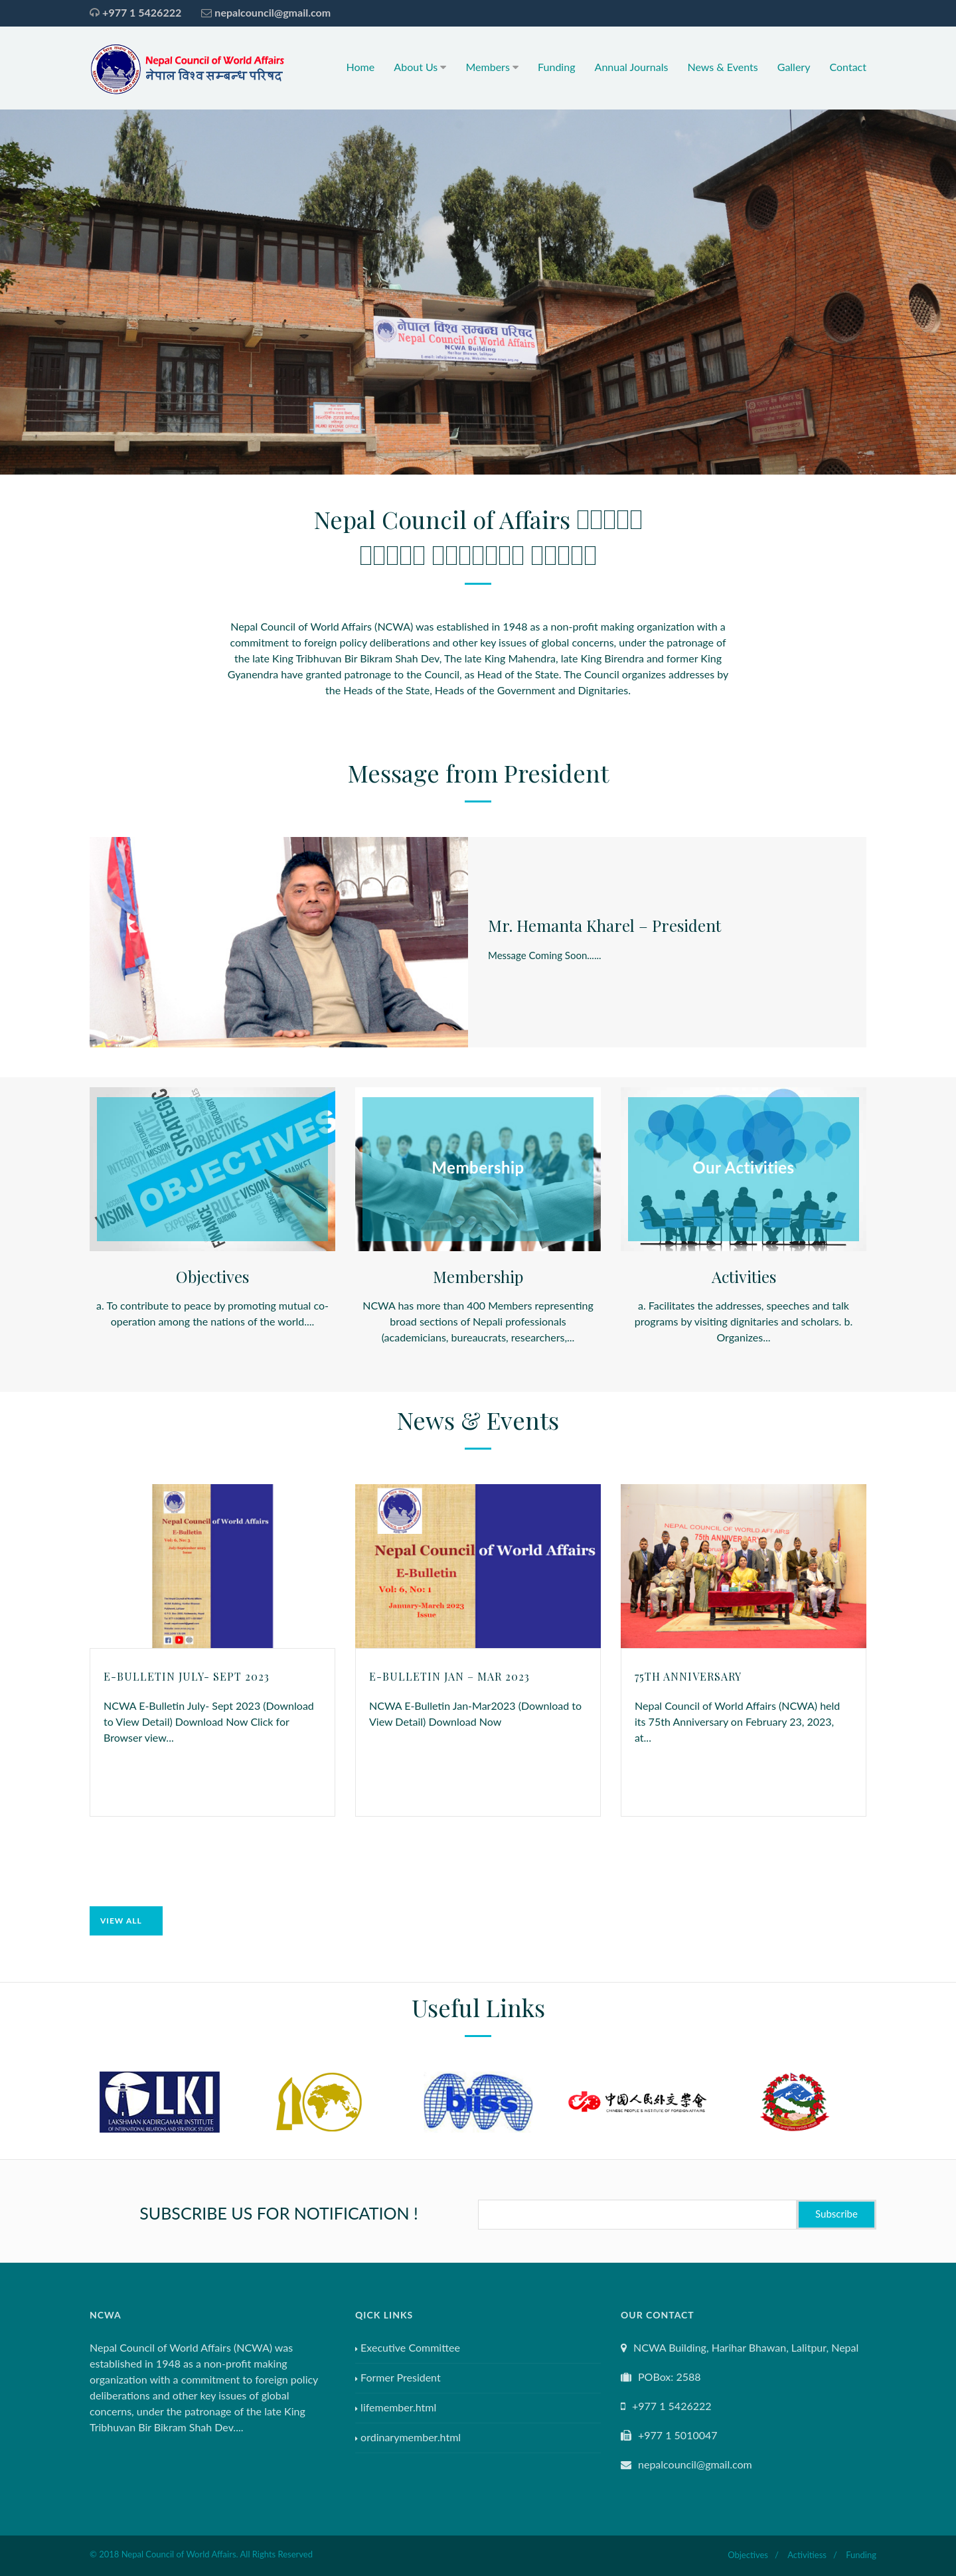 +977 1 5426222 nepalcouncil@gmail.com
Nepal Council of World Affairs
नेपाल विश्व सम्बन्ध परिषद
Home About Us Members Funding Annual Journals News & Events Gallery Contact
नेपाल विश्व सम्बन्ध परिषद्
Nepal Council of World Affairs
NCWA Building
Nepal Council of Affairs
Nepal Council of World Affairs (NCWA) was established in 1948 as a non-profit making organization with a
commitment to foreign policy deliberations and other key issues of global concerns, under the patronage of
the late King Tribhuvan Bir Bikram Shah Dev, The late King Mahendra, late King Birendra and former King
Gyanendra have granted patronage to the Council, as Head of the State. The Council organizes addresses by
the Heads of the State, Heads of the Government and Dignitaries.
Message from President
Mr. Hemanta Kharel – President
Message Coming Soon......
OBJECTIVES
STRATEGIC
INTEGRITY
VALUE
MISSION
STATEMENT
PLAN
OBJECTIVES
VISION
EXPENSE
FINANCE
RULE
VISION
MARKET
Membership
Our Activities
Objectives
a. To contribute to peace by promoting mutual co-
operation among the nations of the world....
Membership
NCWA has more than 400 Members representing
broad sections of Nepali professionals
(academicians, bureaucrats, researchers,...
Activities
a. Facilitates the addresses, speeches and talk
programs by visiting dignitaries and scholars. b.
Organizes...
News & Events
Nepal Council of World Affairs
E-Bulletin
Vol: 6, No: 3
July-September 2023
Issue
Nepal Council of World Affairs
E-Bulletin
Vol: 6, No: 1
January-March 2023
Issue
NEPAL COUNCIL OF WORLD AFFAIRS
75th ANNIVERSARY
E-BULLETIN JULY- SEPT 2023
NCWA E-Bulletin July- Sept 2023 (Download
to View Detail) Download Now Click for
Browser view...
E-BULLETIN JAN – MAR 2023
NCWA E-Bulletin Jan-Mar2023 (Download to
View Detail) Download Now
75TH ANNIVERSARY
Nepal Council of World Affairs (NCWA) held
its 75th Anniversary on February 23, 2023,
at...
VIEW ALL
Useful Links
LKI
LAKSHMAN KADIRGAMAR INSTITUTE
OF INTERNATIONAL RELATIONS AND STRATEGIC STUDIES
biiss
中国人民外交学会
CHINESE PEOPLE'S INSTITUTE OF FOREIGN AFFAIRS
SUBSCRIBE US FOR NOTIFICATION !
Subscribe
NCWA
Nepal Council of World Affairs (NCWA) was
established in 1948 as a non-profit making
organization with a commitment to foreign policy
deliberations and other key issues of global
concerns, under the patronage of the late King
Tribhuvan Bir Bikram Shah Dev....
QICK LINKS
Executive Committee
Former President
lifemember.html
ordinarymember.html
OUR CONTACT
NCWA Building, Harihar Bhawan, Lalitpur, Nepal
POBox: 2588
+977 1 5426222
+977 1 5010047
nepalcouncil@gmail.com
© 2018 Nepal Council of World Affairs. All Rights Reserved
Objectives / Activitiess / Funding